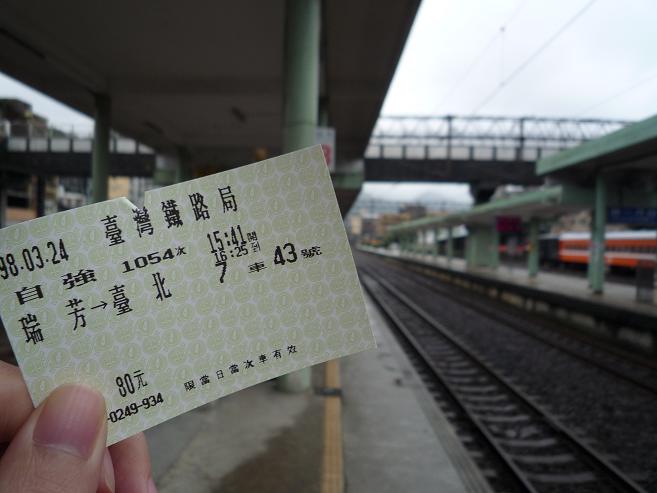 臺灣鐵路局
98.03.24
自強 1054次 15:41開
16:25到
瑞芳→臺北 7車43號
80元
-0249-934 限當日當次車有效